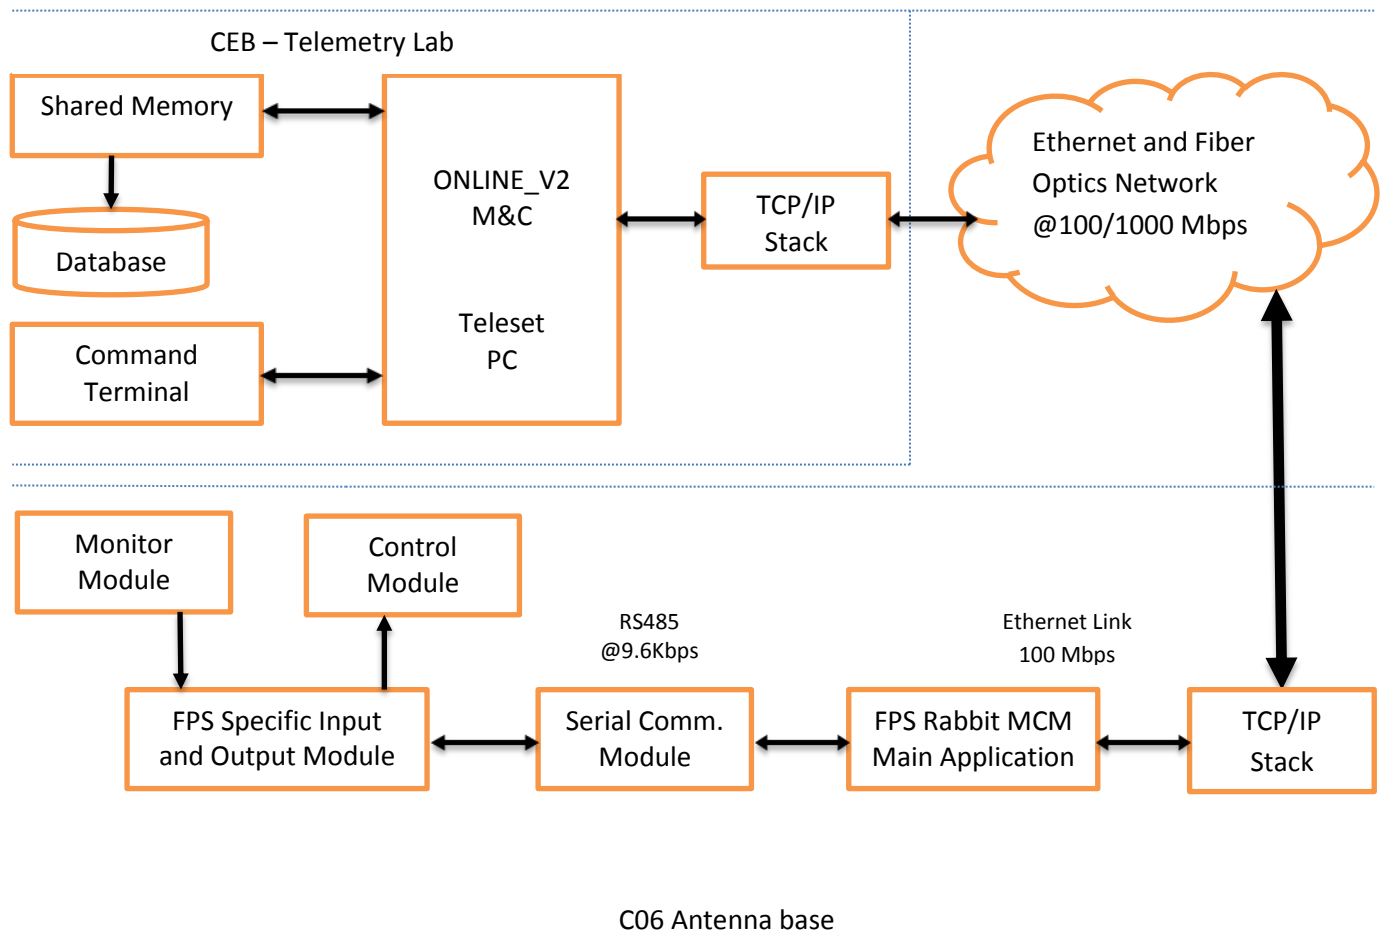 CEB – Telemetry Lab
Shared Memory
Database
Command
Terminal
ONLINE_V2
M&C
Teleset
PC
TCP/IP
Stack
Ethernet and Fiber
Optics Network
@100/1000 Mbps
Monitor
Module
Control
Module
RS485
@9.6Kbps
Ethernet Link
100 Mbps
FPS Specific Input
and Output Module
Serial Comm.
Module
FPS Rabbit MCM
Main Application
TCP/IP
Stack
C06 Antenna base